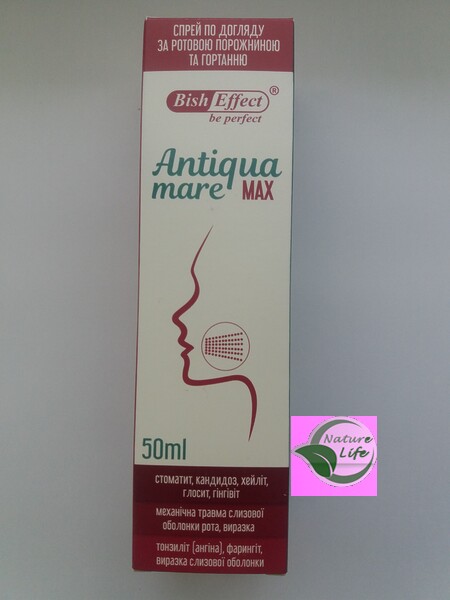 СПРЕЙ ПО ДОГЛЯДУ
ЗА РОТОВОЮ ПОРОЖНИНОЮ
ТА ГОРТАННЮ
Bish Effect®
be perfect
Antiqua
mare MAX
50ml
стоматит, кандидоз, хейліт,
глосит, гінгівіт
механічна травма слизової
оболонки рота, виразка
тонзиліт (ангіна), фарингіт,
виразка слизової оболонки
Nature
Life